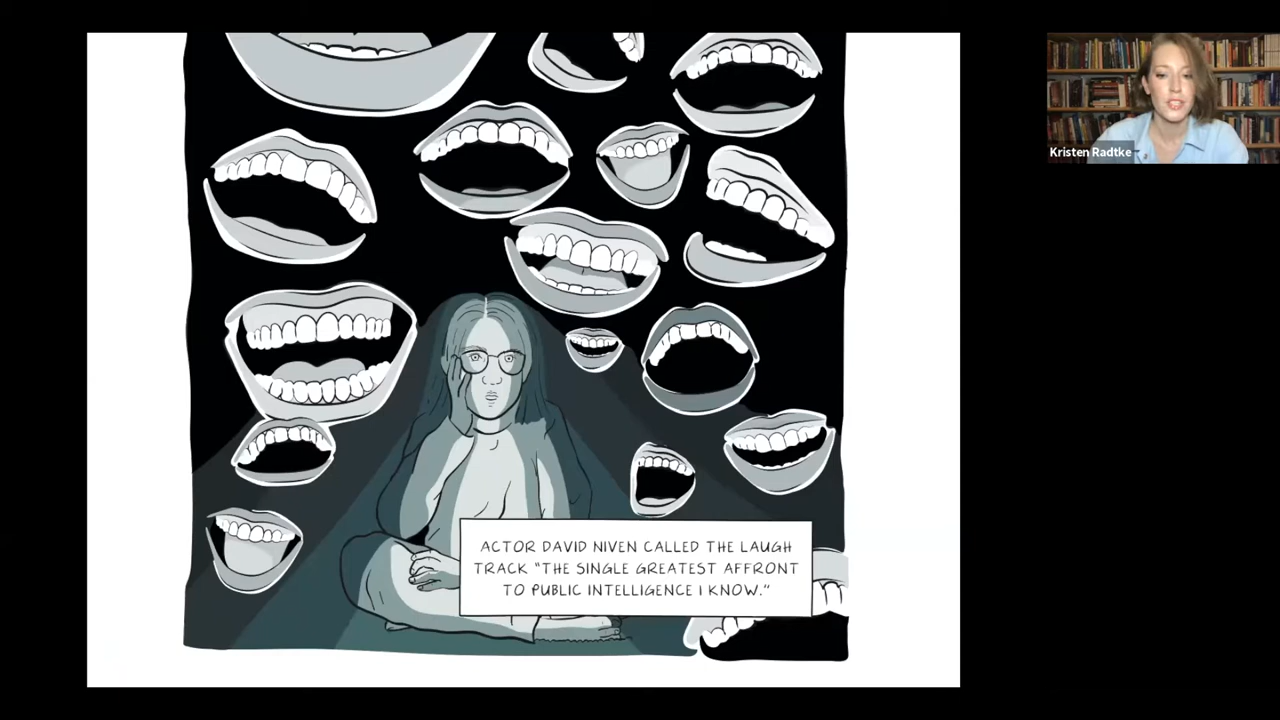 Kristen Radtke
ACTOR DAVID NIVEN CALLED THE LAUGH
TRACK “THE SINGLE GREATEST AFFRONT
TO PUBLIC INTELLIGENCE I KNOW.”